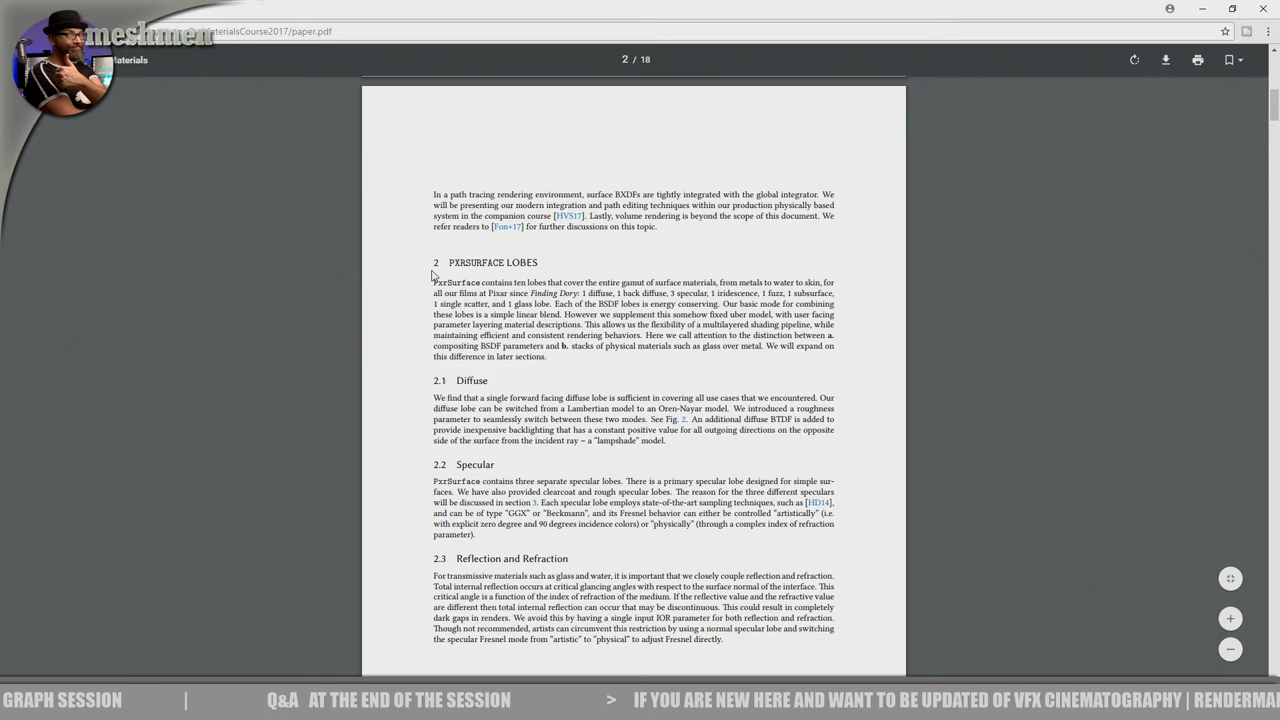 meshmen
MaterialsCourse2017/paper.pdf
Materials
2 / 18
In a path tracing rendering environment, surface BXDFs are tightly integrated with the global integrator. We
will be presenting our modern integration and path editing techniques within our production physically based
system in the companion course [HVS17]. Lastly, volume rendering is beyond the scope of this document. We
refer readers to [Fon+17] for further discussions on this topic.
2 PXRSURFACE LOBES
PxrSurface contains ten lobes that cover the entire gamut of surface materials, from metals to water to skin, for
all our films at Pixar since Finding Dory: 1 diffuse, 1 back diffuse, 3 specular, 1 iridescence, 1 fuzz, 1 subsurface,
1 single scatter, and 1 glass lobe. Each of the BSDF lobes is energy conserving. Our basic mode for combining
these lobes is a simple linear blend. However we supplement this somehow fixed uber model, with user facing
parameter layering material descriptions. This allows us the flexibility of a multilayered shading pipeline, while
maintaining efficient and consistent rendering behaviors. Here we call attention to the distinction between a.
compositing BSDF parameters and b. stacks of physical materials such as glass over metal. We will expand on
this difference in later sections.
2.1 Diffuse
We find that a single forward facing diffuse lobe is sufficient in covering all use cases that we encountered. Our
diffuse lobe can be switched from a Lambertian model to an Oren-Nayar model. We introduced a roughness
parameter to seamlessly switch between these two modes. See Fig. 2. An additional diffuse BTDF is added to
provide inexpensive backlighting that has a constant positive value for all outgoing directions on the opposite
side of the surface from the incident ray – a "lampshade" model.
2.2 Specular
PxrSurface contains three separate specular lobes. There is a primary specular lobe designed for simple sur-
faces. We have also provided clearcoat and rough specular lobes. The reason for the three different speculars
will be discussed in section 3. Each specular lobe employs state-of-the-art sampling techniques, such as [HD14],
and can be of type "GGX" or "Beckmann", and its Fresnel behavior can either be controlled "artistically" (i.e.
with explicit zero degree and 90 degrees incidence colors) or "physically" (through a complex index of refraction
parameter).
2.3 Reflection and Refraction
For transmissive materials such as glass and water, it is important that we closely couple reflection and refraction.
Total internal reflection occurs at critical glancing angles with respect to the surface normal of the interface. This
critical angle is a function of the index of refraction of the medium. If the reflective value and the refractive value
are different then total internal reflection can occur that may be discontinuous. This could result in completely
dark gaps in renders. We avoid this by having a single input IOR parameter for both reflection and refraction.
Though not recommended, artists can circumvent this restriction by using a normal specular lobe and switching
the specular Fresnel mode from "artistic" to "physical" to adjust Fresnel directly.
GRAPH SESSION | Q&A AT THE END OF THE SESSION > IF YOU ARE NEW HERE AND WANT TO BE UPDATED OF VFX CINEMATOGRAPHY | RENDERMA